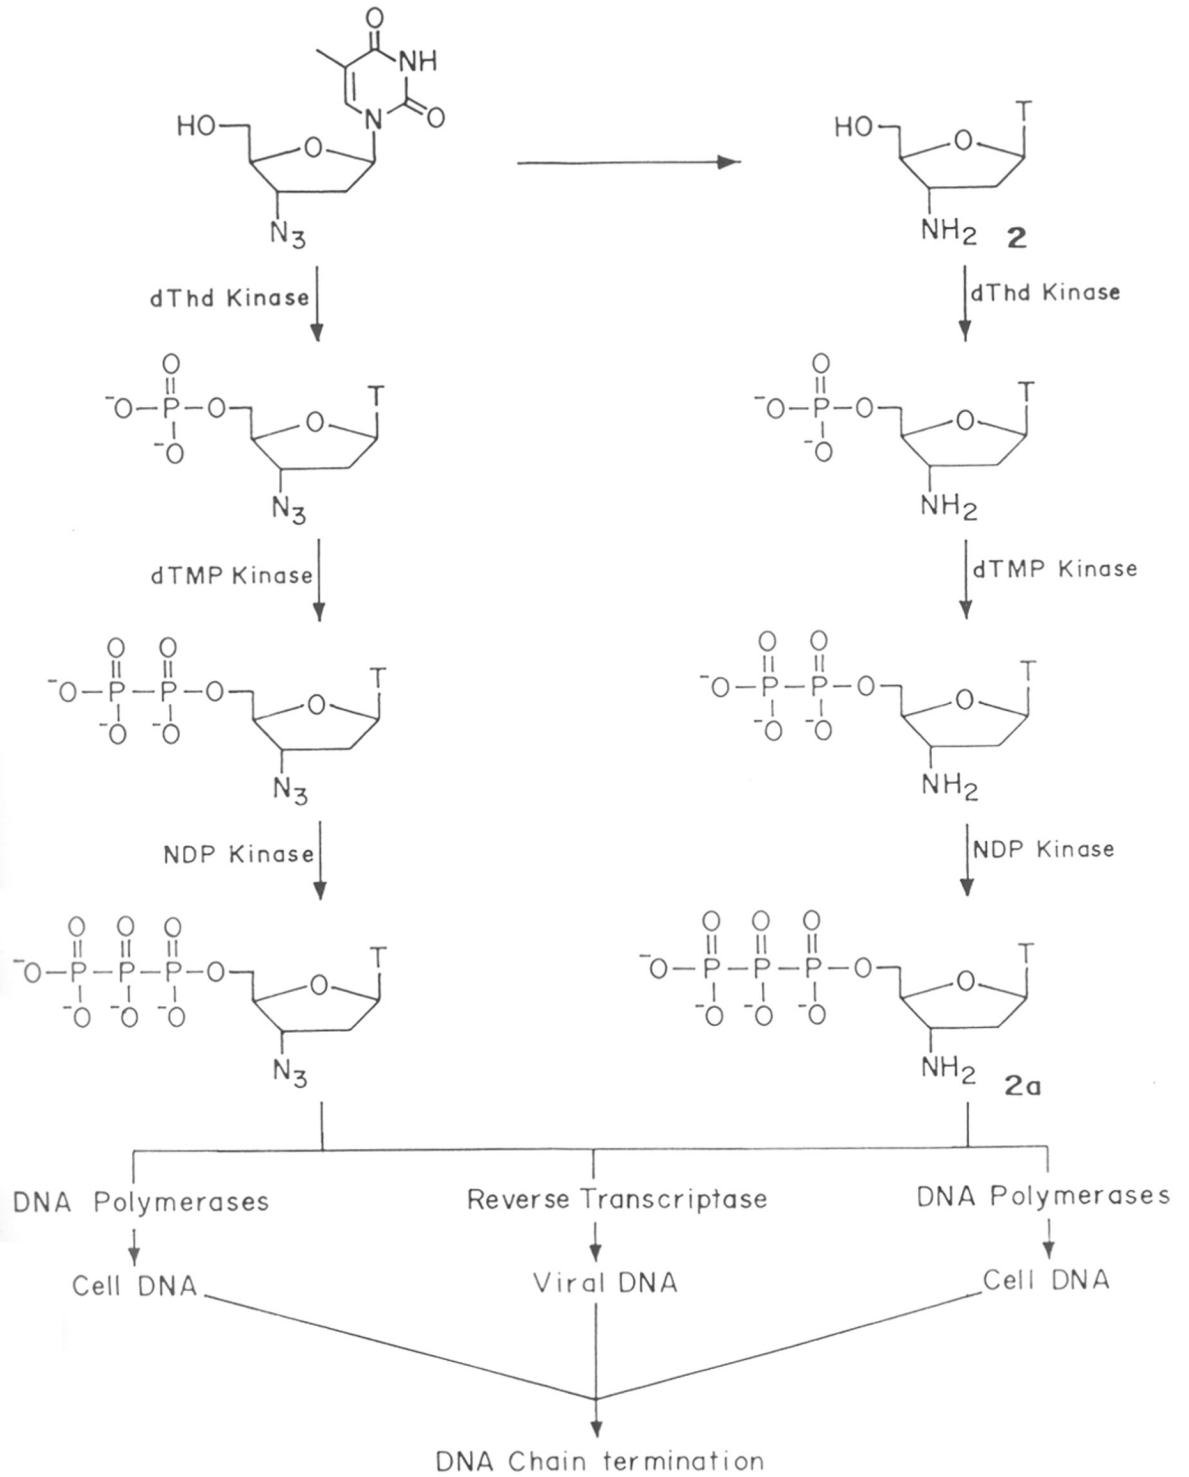 O
NH
O
N
HO
O
N3
HO
O
T
NH2 2
dThd Kinase
dThd Kinase
O
-O-P-O
-O
O
T
N3
O
-O-P-O
-O
O
T
NH2
dTMP Kinase
dTMP Kinase
O O
-O-P-P-O
-O -O
O
T
N3
O O
-O-P-P-O
-O -O
O
T
NH2
NDP Kinase
NDP Kinase
O O O
-O-P-P-P-O
-O -O -O
O
T
N3
O O O
-O-P-P-P-O
-O -O -O
O
T
NH2 2a
DNA Polymerases
Reverse Transcriptase
DNA Polymerases
Cell DNA
Viral DNA
Cell DNA
DNA Chain termination